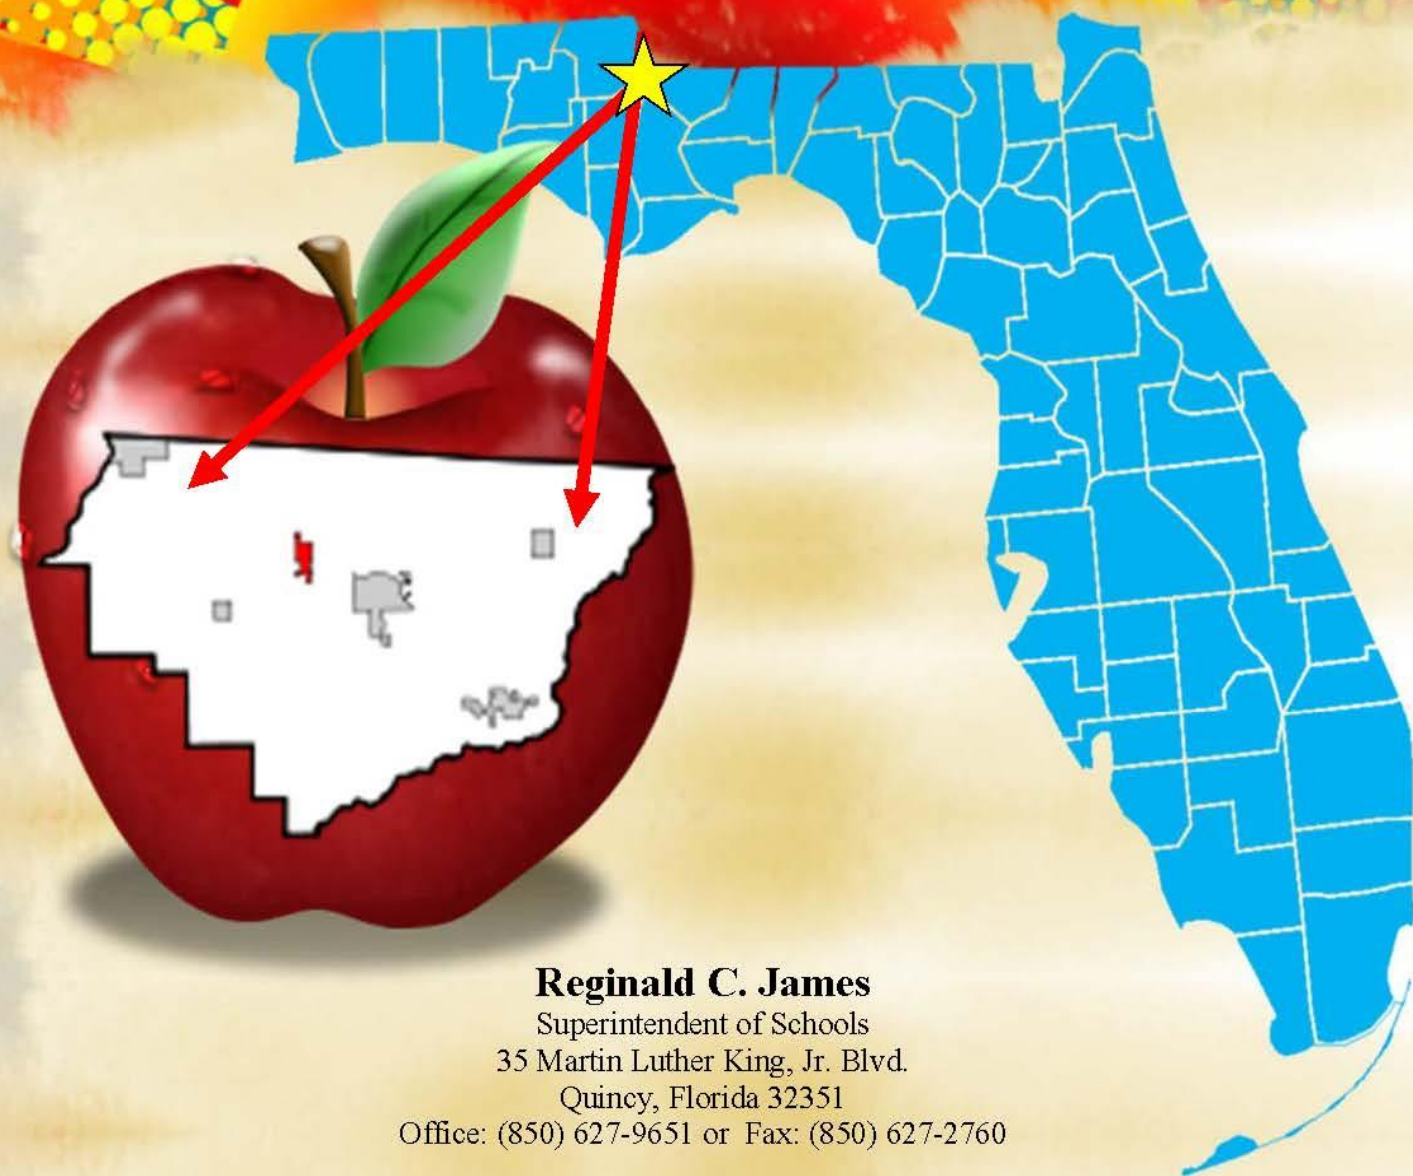 Reginald C. James
Superintendent of Schools
35 Martin Luther King, Jr. Blvd.
Quincy, Florida 32351
Office: (850) 627-9651 or Fax: (850) 627-2760